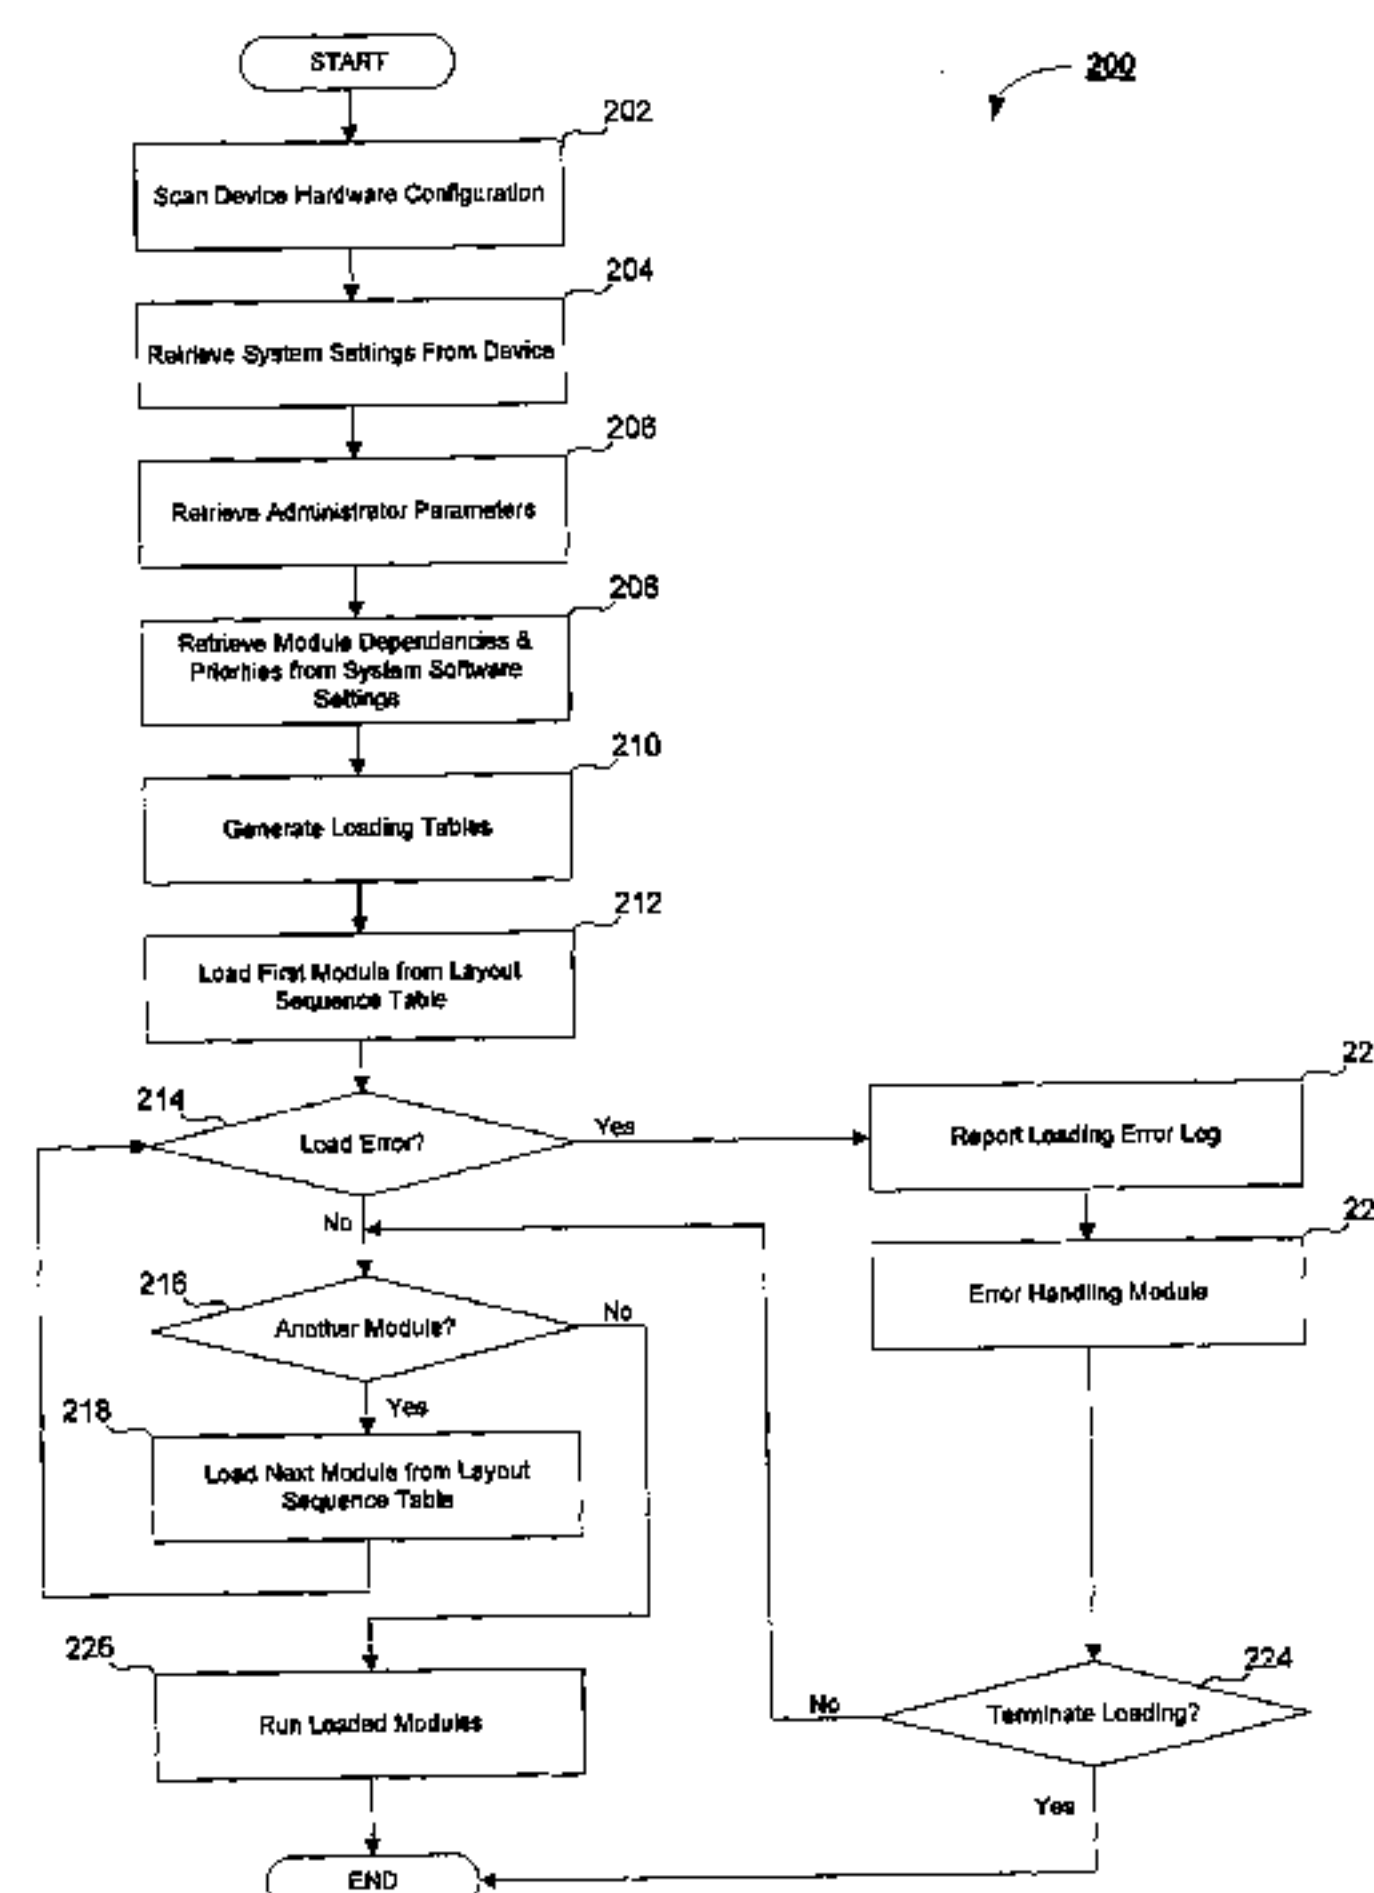 START
200
202
Scan Device Hardware Configuration
204
Retrieve System Settings From Device
206
Retrieve Administrator Parameters
208
Retrieve Module Dependencies &
Priorities from System Software
Settings
210
Generate Loading Tables
212
Load First Module from Layout
Sequence Table
214
Load Error?
Yes
22
Report Loading Error Log
No
22
Error Handling Module
216
Another Module?
No
Yes
218
Load Next Module from Layout
Sequence Table
226
Run Loaded Modules
224
Terminate Loading?
No
Yes
END